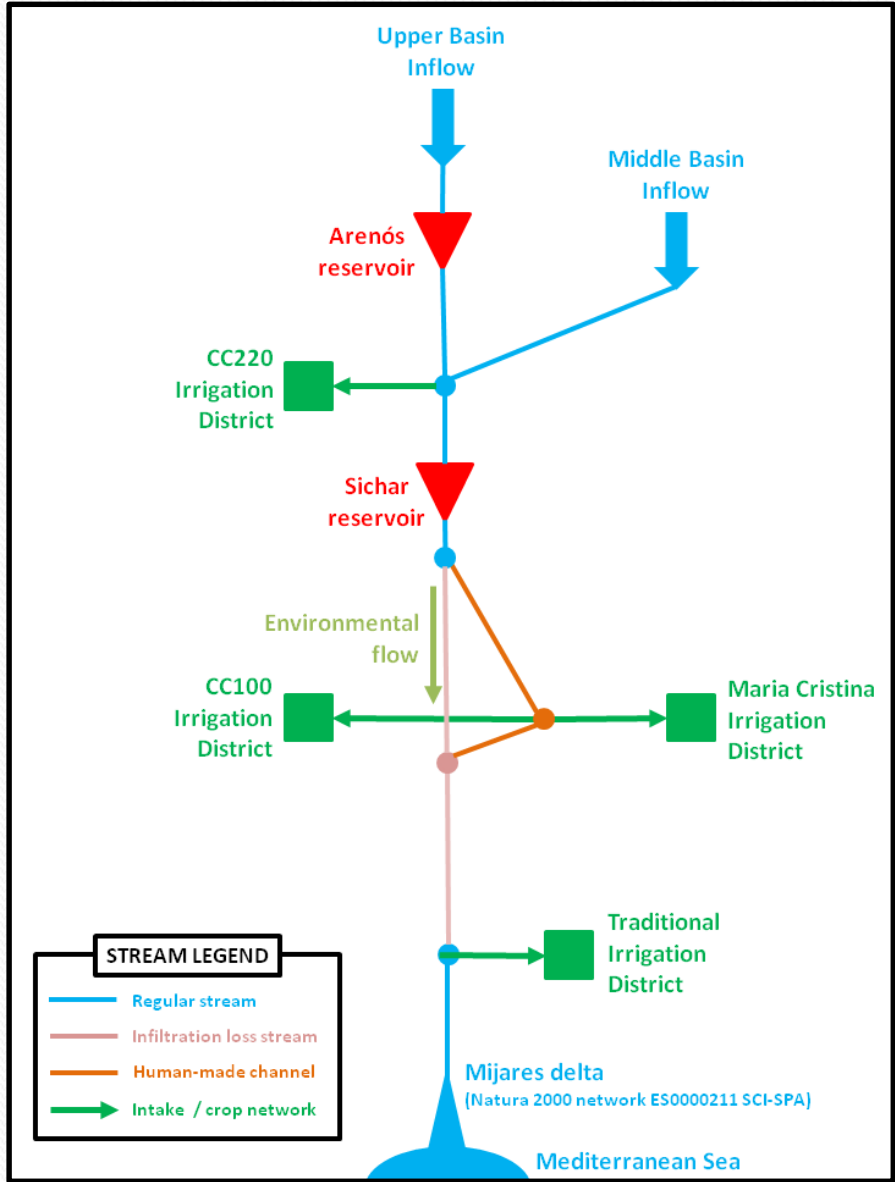 Upper Basin
Inflow
Middle Basin
Inflow
Arenós
reservoir
CC220
Irrigation
District
Sichar
reservoir
Environmental
flow
CC100
Irrigation
District
Maria Cristina
Irrigation
District
Traditional
Irrigation
District
STREAM LEGEND
Regular stream
Infiltration loss stream
Human-made channel
Intake / crop network
Mijares delta
(Natura 2000 network ES0000211 SCI-SPA)
Mediterranean Sea